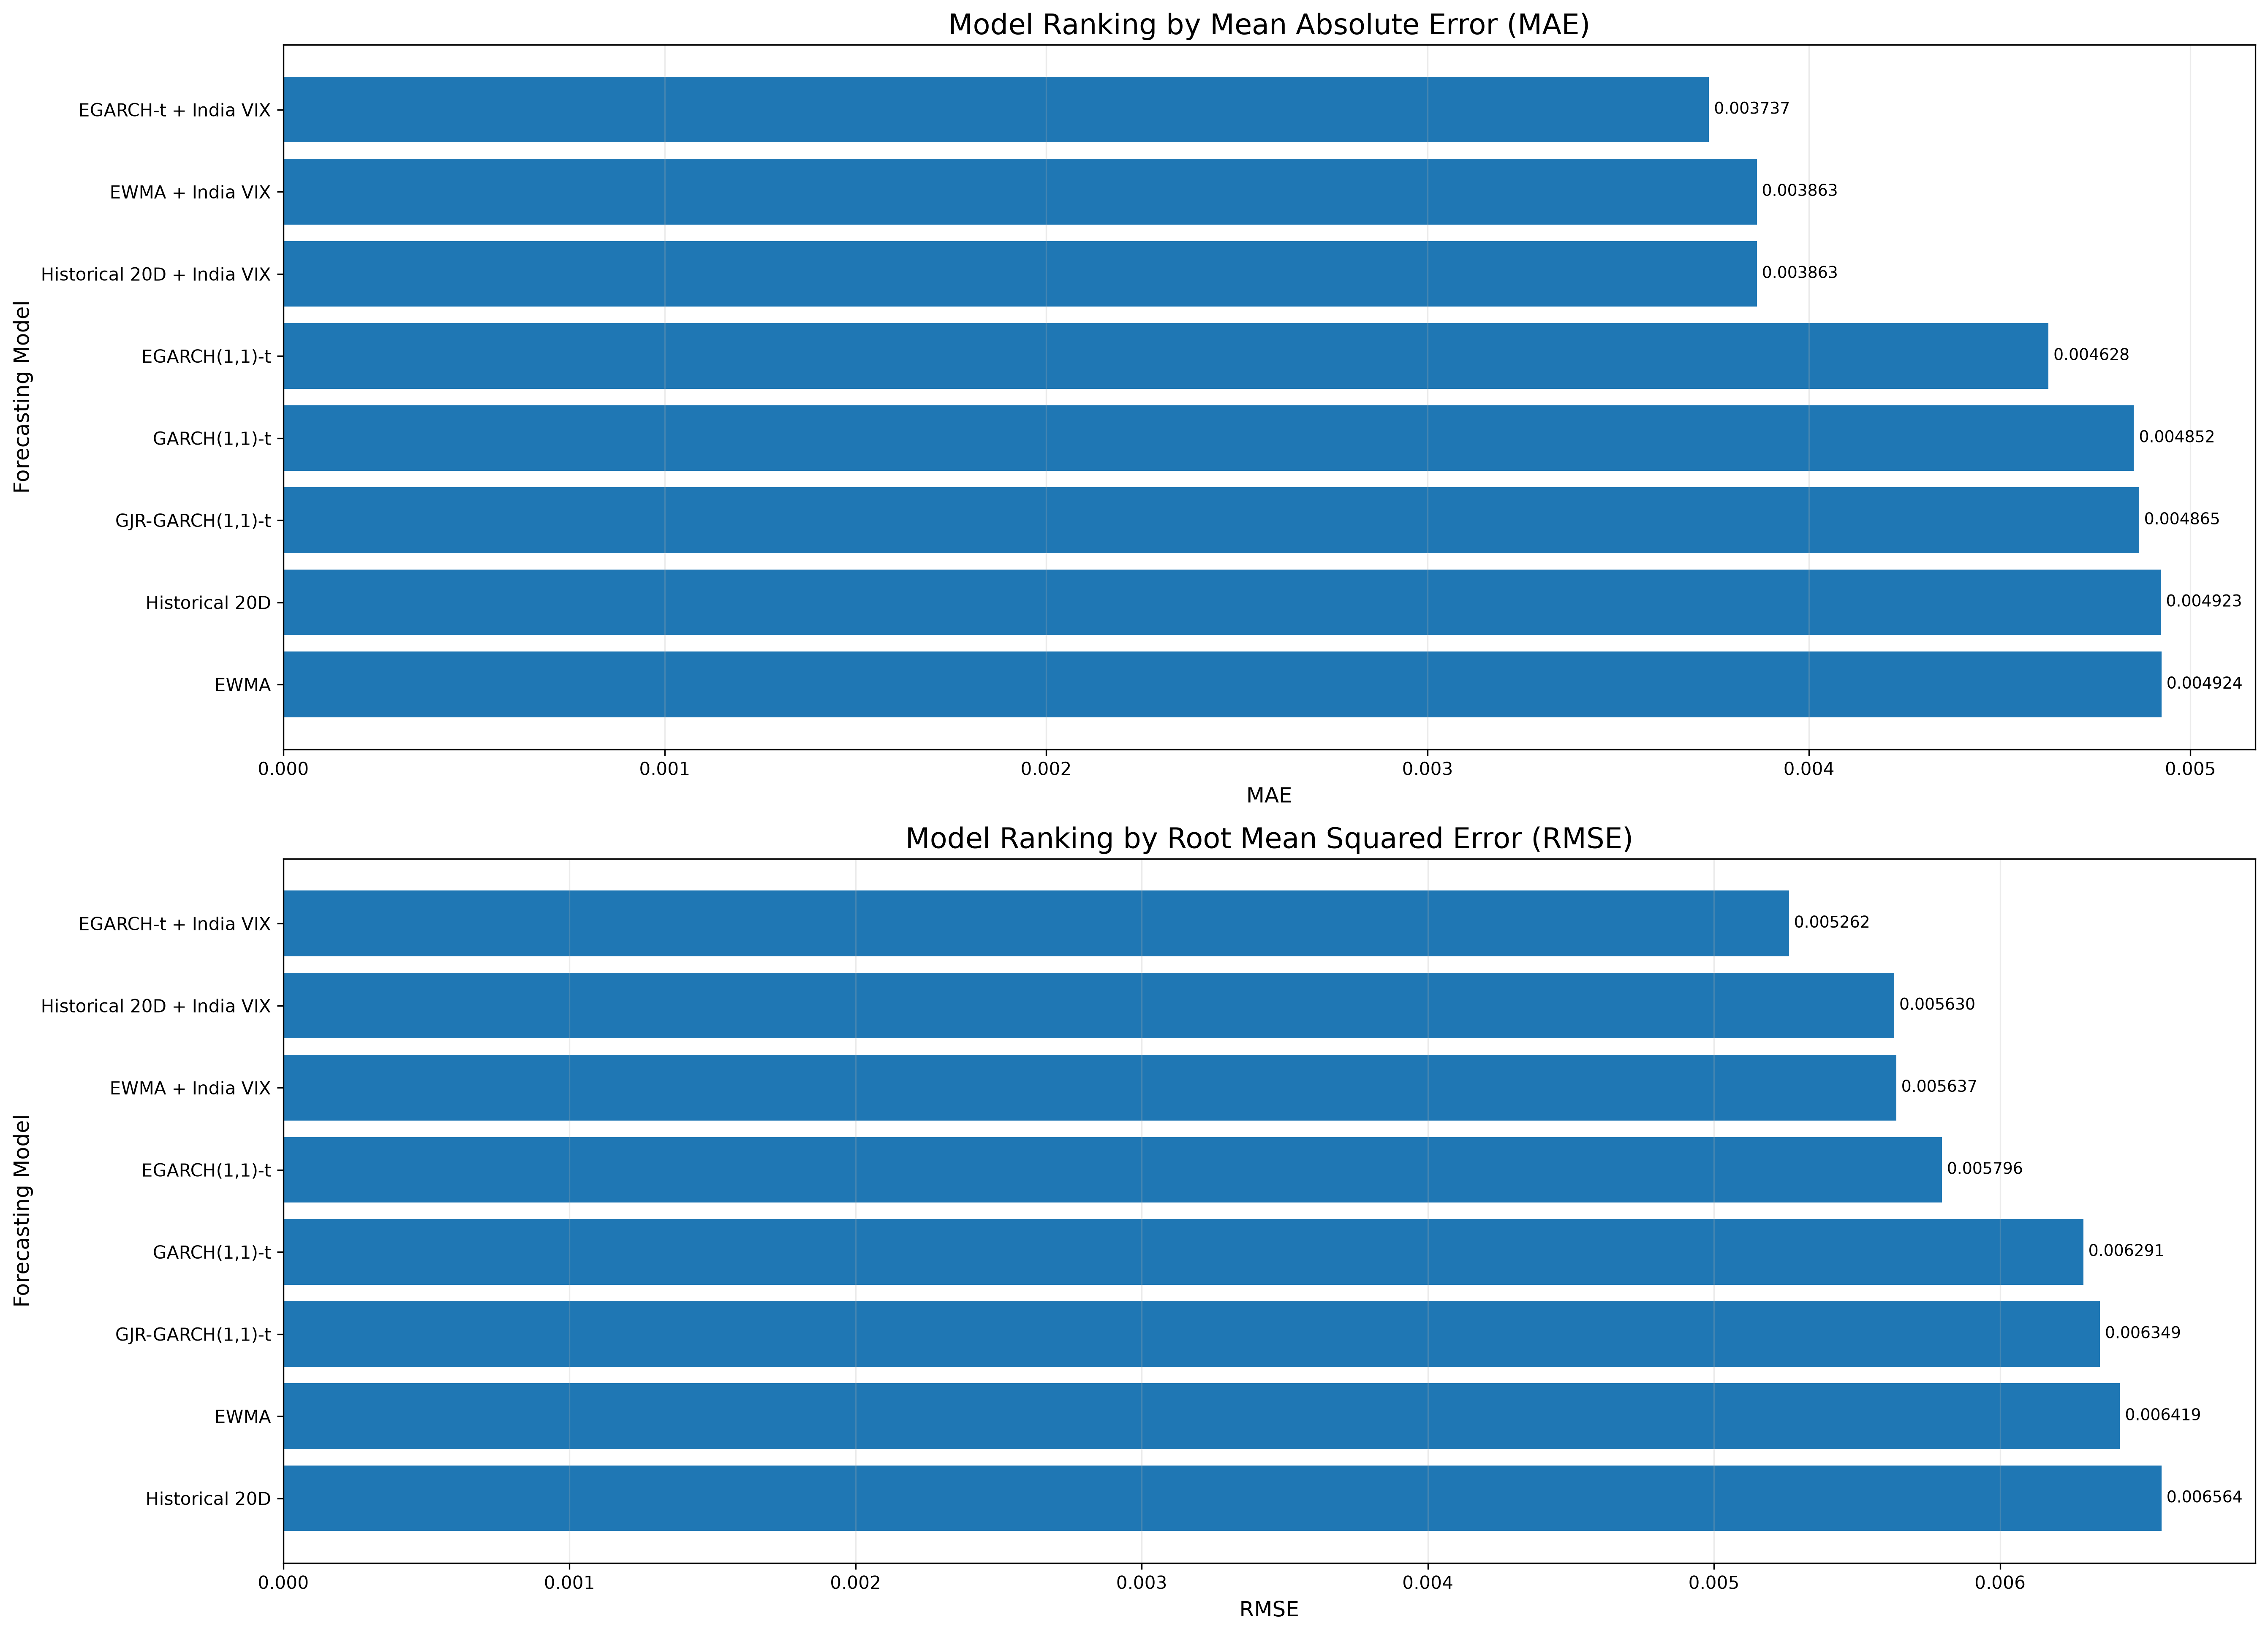 Model Ranking by Mean Absolute Error (MAE)
Forecasting Model
EGARCH-t + India VIX 0.003737
EWMA + India VIX 0.003863
Historical 20D + India VIX 0.003863
EGARCH(1,1)-t 0.004628
GARCH(1,1)-t 0.004852
GJR-GARCH(1,1)-t 0.004865
Historical 20D 0.004923
EWMA 0.004924
0.000 0.001 0.002 0.003 0.004 0.005
MAE
Model Ranking by Root Mean Squared Error (RMSE)
Forecasting Model
EGARCH-t + India VIX 0.005262
Historical 20D + India VIX 0.005630
EWMA + India VIX 0.005637
EGARCH(1,1)-t 0.005796
GARCH(1,1)-t 0.006291
GJR-GARCH(1,1)-t 0.006349
EWMA 0.006419
Historical 20D 0.006564
0.000 0.001 0.002 0.003 0.004 0.005 0.006
RMSE